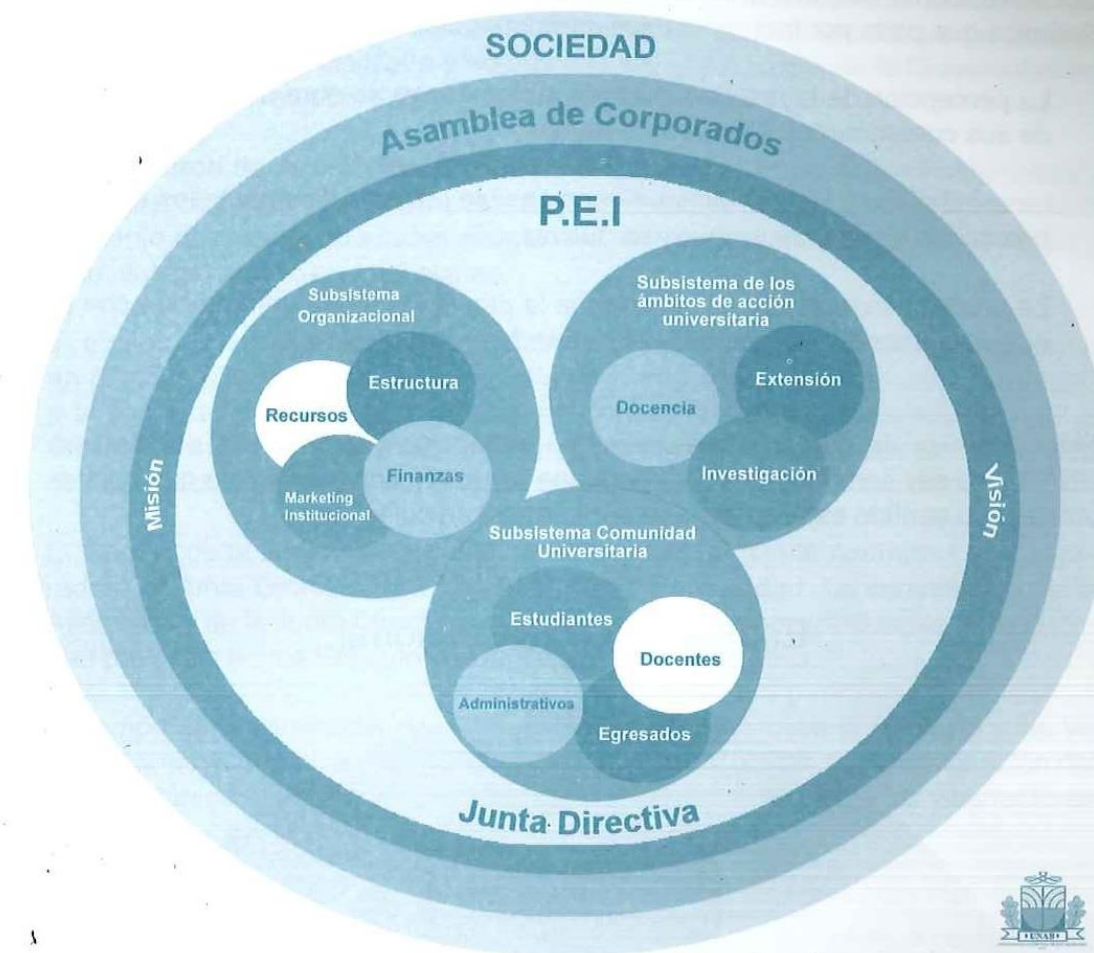 SOCIEDAD
Asamblea de Corporados
P.E.I
Subsistema
Organizacional
Estructura
Recursos
Finanzas
Marketing
Institucional
Subsistema de los
ámbitos de acción
universitaria
Extensión
Docencia
Investigación
Misión
Visión
Subsistema Comunidad
Universitaria
Estudiantes
Docentes
Administrativos
Egresados
Junta Directiva
UNAB